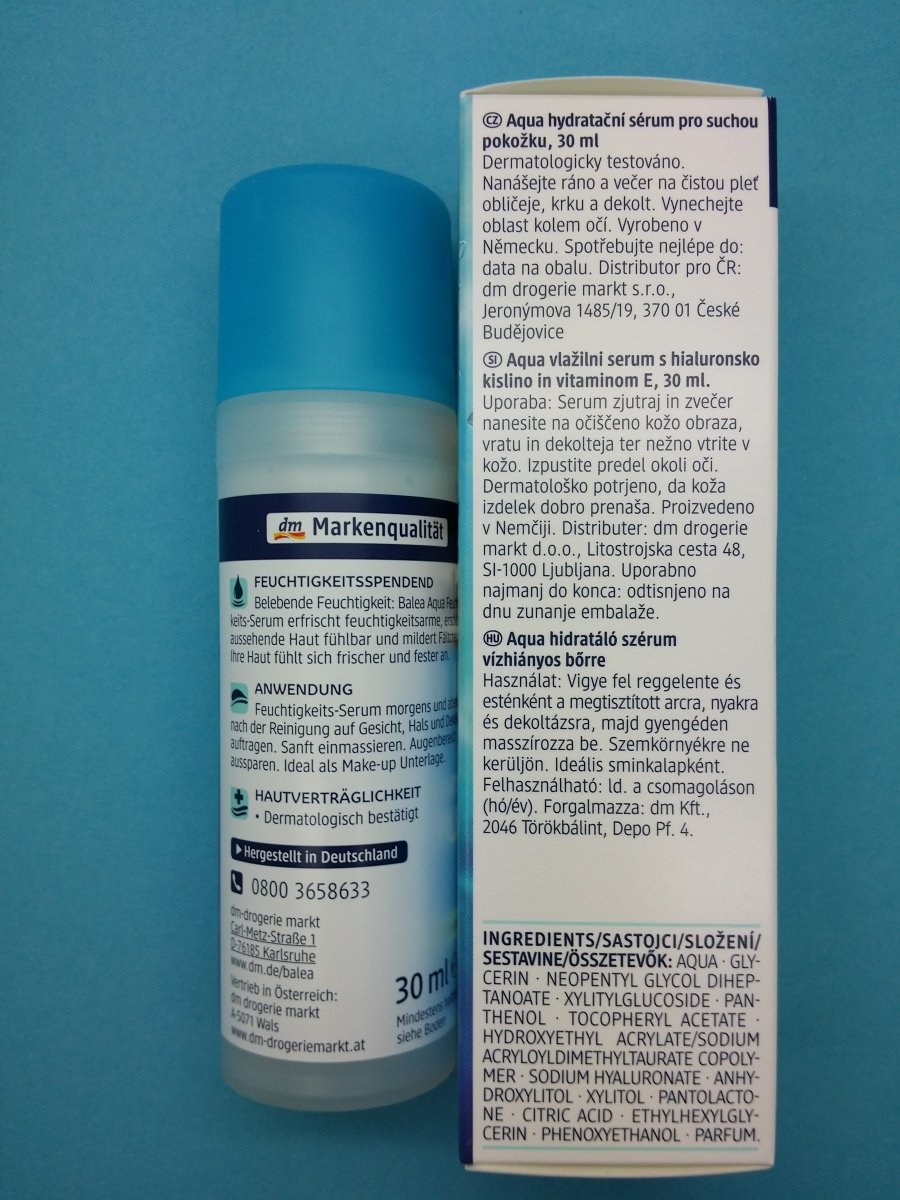 dm Markenqualität
FEUCHTIGKEITSSPENDEND
Belebende Feuchtigkeit: Balea Aqua
keits-Serum erfrischt feuchtigkeitsarme,
aussehende Haut fühlbar und mildert
Ihre Haut fühlt sich frischer und fester an.
ANWENDUNG
Feuchtigkeits-Serum morgens und
nach der Reinigung auf Gesicht, Hals und
auftragen. Sanft einmassieren.
aussparen. Ideal als Make-up Unterlage.
HAUTVERTRÄGLICHKEIT
• Dermatologisch bestätigt
Hergestellt in Deutschland
0800 3658633
dm-drogerie markt
Carl-Metz-Straße 1
D-76185 Karlsruhe
www.dm.de/balea
Vertrieb in Österreich:
dm drogerie markt
A-5071 Wals
www.dm-drogeriemarkt.at
30 ml
Mindestens
siehe Boden
CZ Aqua hydratační sérum pro suchou
pokožku, 30 ml
Dermatologicky testováno.
Nanášejte ráno a večer na čistou pleť
obličeje, krku a dekolt. Vynechejte
oblast kolem očí. Vyrobeno v
Německu. Spotřebujte nejlépe do:
data na obalu. Distributor pro ČR:
dm drogerie markt s.r.o.,
Jeronýmova 1485/19, 370 01 České
Budějovice
SI Aqua vlažilni serum s hialuronsko
kislino in vitaminom E, 30 ml.
Uporaba: Serum zjutraj in zvečer
nanesite na očiščeno kožo obraza,
vratu in dekolteja ter nežno vtrite v
kožo. Izpustite predel okoli oči.
Dermatološko potrjeno, da koža
izdelek dobro prenaša. Proizvedeno
v Nemčiji. Distributer: dm drogerie
markt d.o.o., Litostrojska cesta 48,
SI-1000 Ljubljana. Uporabno
najmanj do konca: odtisnjeno na
dnu zunanje embalaže.
HU Aqua hidratáló szérum
vízhiányos bőrre
Használat: Vigye fel reggelente és
esténként a megtisztított arcra, nyakra
és dekoltázsra, majd gyengéden
masszírozza be. Szemkörnyékre ne
kerüljön. Ideális sminkalapként.
Felhasználható: ld. a csomagoláson
(hó/év). Forgalmazza: dm Kft.,
2046 Törökbálint, Depo Pf. 4.
INGREDIENTS/SASTOJCI/SLOŽENÍ/
SESTAVINE/ÖSSZETEVŐK: AQUA · GLY-
CERIN · NEOPENTYL GLYCOL DIHEP-
TANOATE · XYLITYLGLUCOSIDE · PAN-
THENOL · TOCOPHERYL ACETATE ·
HYDROXYETHYL ACRYLATE/SODIUM
ACRYLOYLDIMETHYLTAURATE COPOLY-
MER · SODIUM HYALURONATE · ANHY-
DROXYLITOL · XYLITOL · PANTOLACTO-
NE · CITRIC ACID · ETHYLHEXYLGLY-
CERIN · PHENOXYETHANOL · PARFUM.